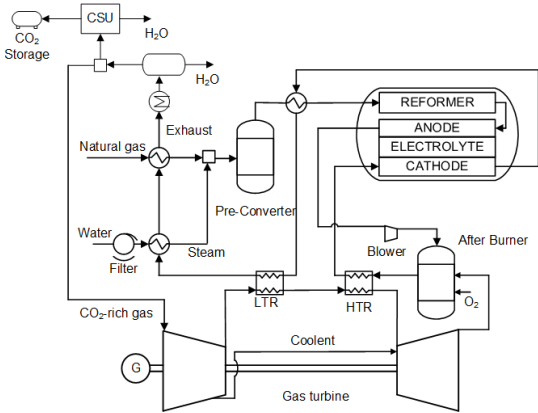 CSU
H2O
CO2
Storage
H2O
Exhaust
REFORMER
Natural gas
ANODE
ELECTROLYTE
CATHODE
Pre-Converter
Water
Filter
Steam
Blower
After Burner
LTR
HTR
O2
CO2-rich gas
Coolent
G
Gas turbine